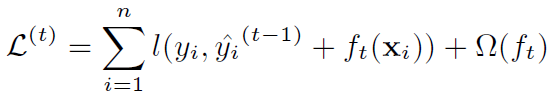 $\mathcal{L}^{(t)} = \sum_{i=1}^{n} l(y_i, \hat{y_i}^{(t-1)} + f_t(\mathbf{x}_i)) + \Omega(f_t)$